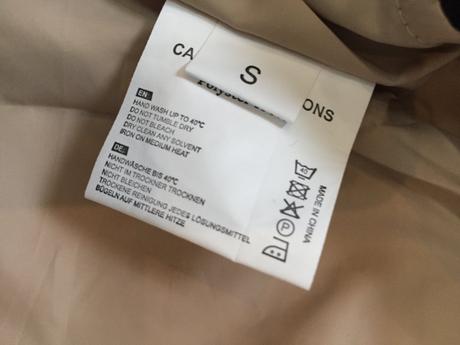 S
EN:
HAND WASH UP TO 40°C
DO NOT TUMBLE DRY
DO NOT BLEACH
DRY CLEAN ANY SOLVENT
IRON ON MEDIUM HEAT
DE:
HANDWÄSCHE BIS 40°C
NICHT IM TROCKNER TROCKNEN
NICHT BLEICHEN
TROCKENE REINIGUNG JEDES LÖSUNGSMITTEL
BÜGELN AUF MITTLERE HITZE
MADE IN CHINA
P